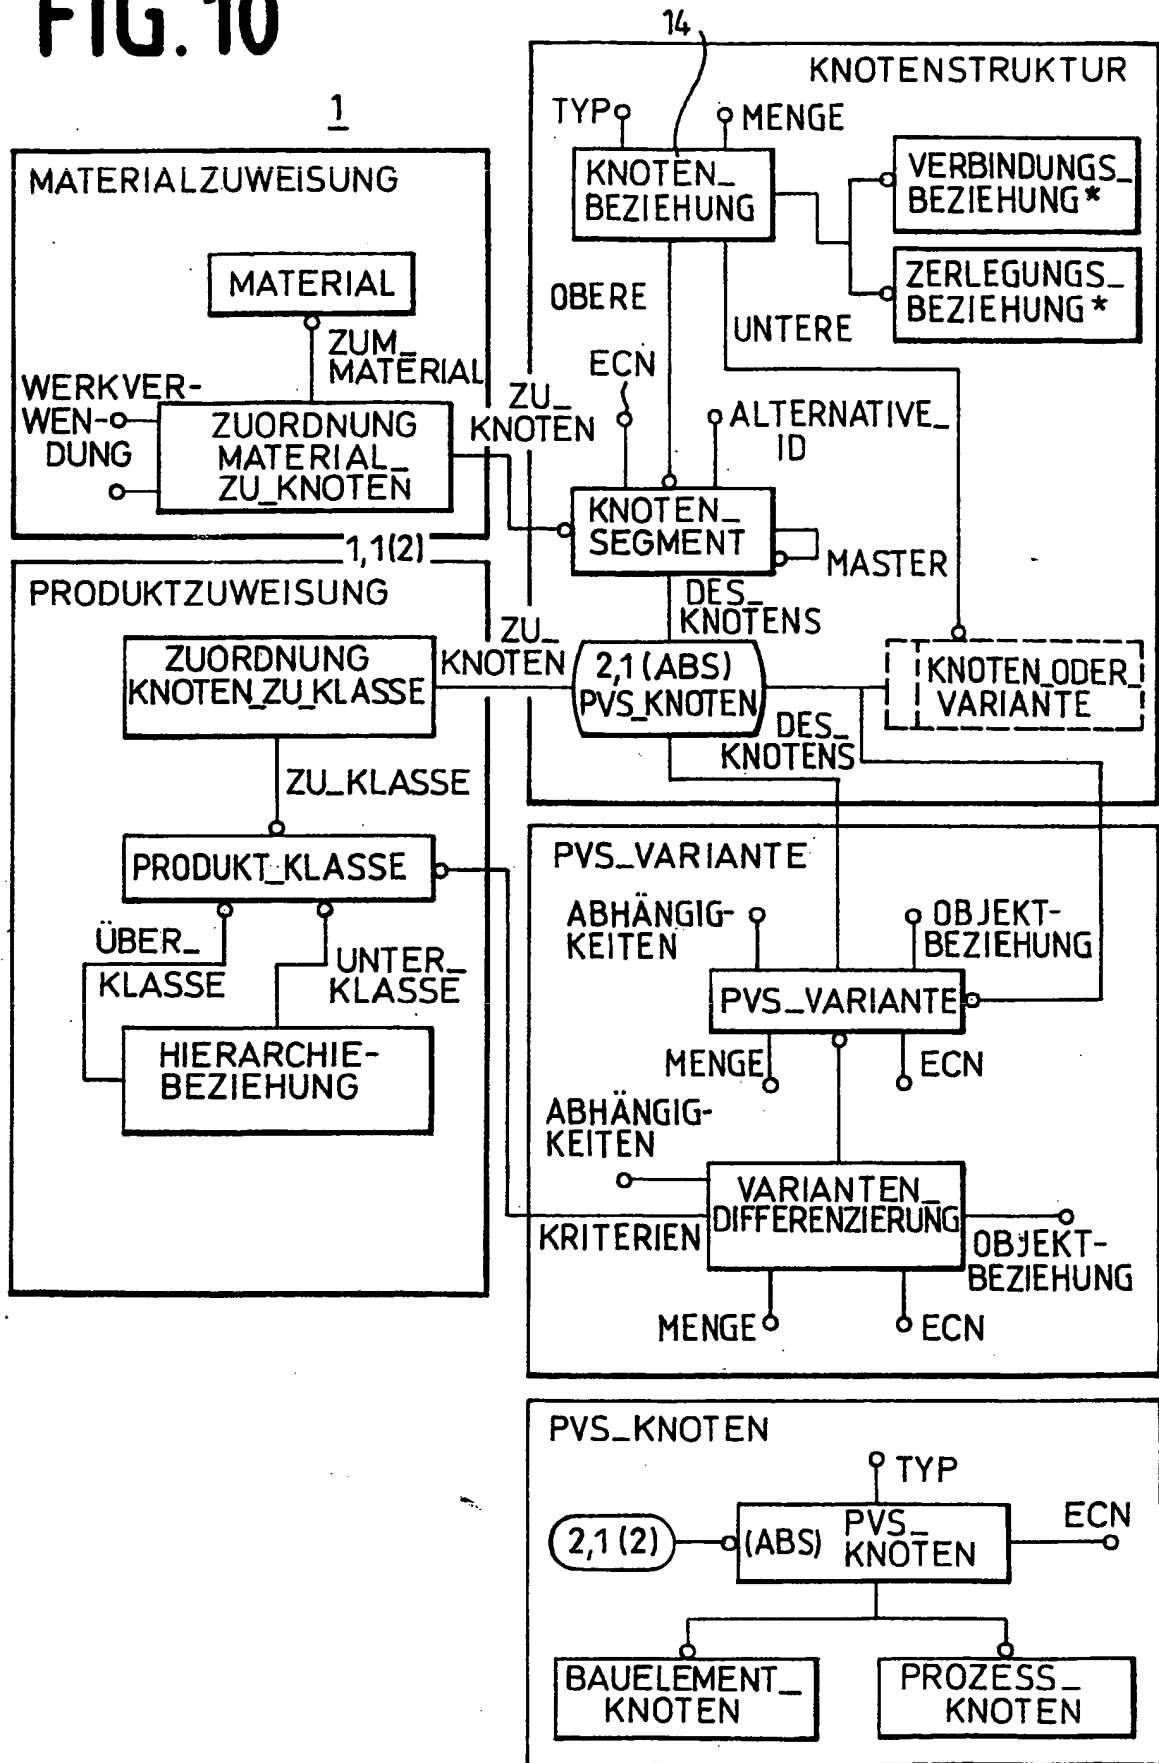 FIG. 10
1
14
MATERIALZUWEISUNG
MATERIAL
ZUM_
MATERIAL
WERKVER-
WEN-
DUNG
ZUORDNUNG
MATERIAL_
ZU_KNOTEN
ZU_
KNOTEN
1,1(2)
PRODUKTZUWEISUNG
ZUORDNUNG
KNOTEN_ZU_KLASSE
ZU_
KNOTEN
ZU_KLASSE
PRODUKT_KLASSE
ÜBER_
KLASSE
UNTER_
KLASSE
HIERARCHIE-
BEZIEHUNG
KNOTENSTRUKTUR
TYP
MENGE
KNOTEN_
BEZIEHUNG
VERBINDUNGS_
BEZIEHUNG*
ZERLEGUNGS_
BEZIEHUNG*
OBERE
UNTERE
ECN
ALTERNATIVE_
ID
KNOTEN_
SEGMENT
MASTER
DES_
KNOTENS
2,1 (ABS)
PVS_KNOTEN
KNOTEN_ODER_
VARIANTE
DES_
KNOTENS
PVS_VARIANTE
ABHÄNGIG-
KEITEN
OBJEKT-
BEZIEHUNG
PVS_VARIANTE
MENGE
ECN
ABHÄNGIG-
KEITEN
VARIANTEN_
DIFFERENZIERUNG
KRITERIEN
OBJEKT-
BEZIEHUNG
MENGE
ECN
PVS_KNOTEN
TYP
2,1 (2)
(ABS) PVS_
KNOTEN
ECN
BAUELEMENT_
KNOTEN
PROZESS_
KNOTEN